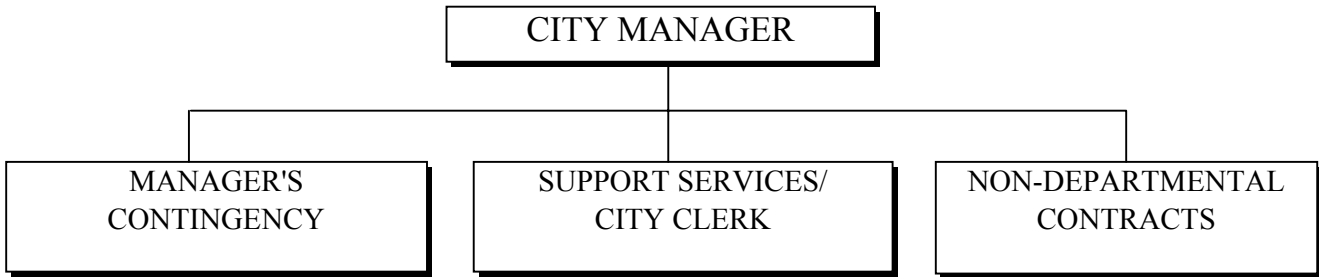 CITY MANAGER
MANAGER'S
CONTINGENCY
SUPPORT SERVICES/
CITY CLERK
NON-DEPARTMENTAL
CONTRACTS